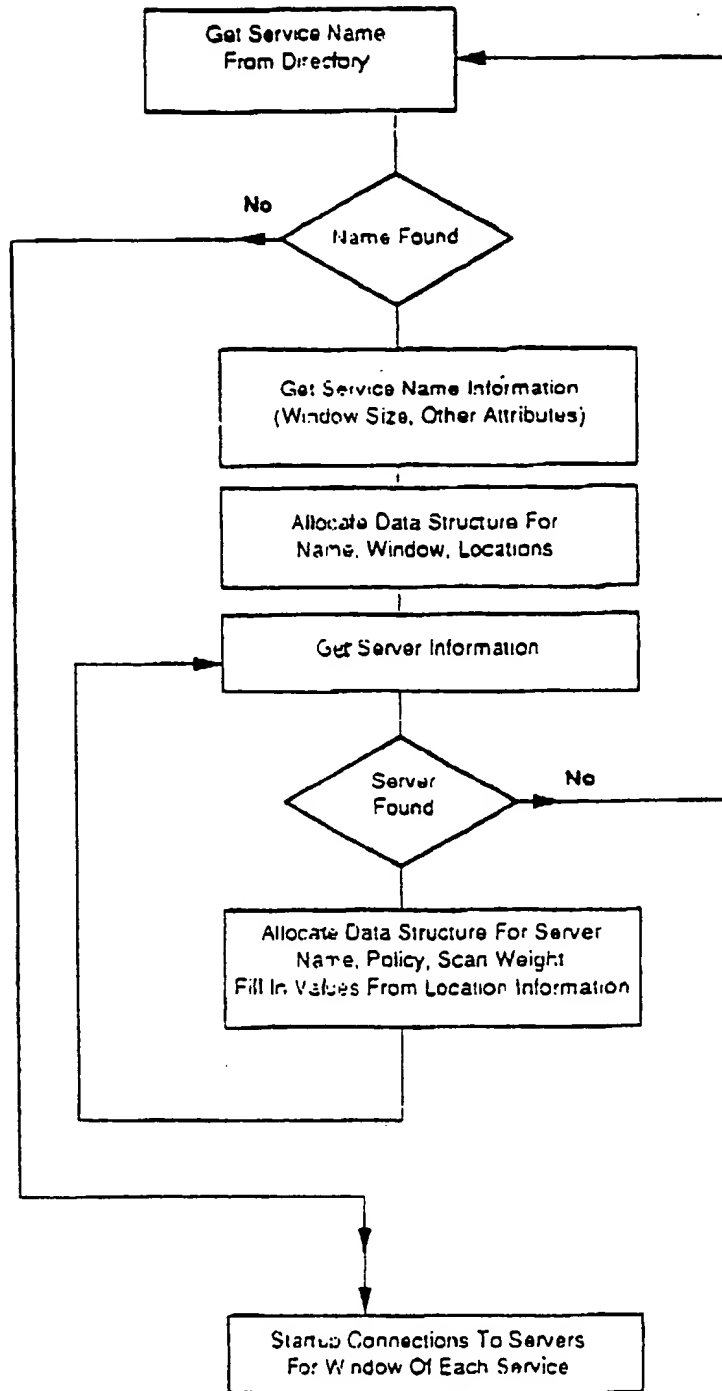 Get Service Name
From Directory
No
Name Found
Get Service Name Information
(Window Size, Other Attributes)
Allocate Data Structure For
Name, Window, Locations
Get Server Information
Server
Found
No
Allocate Data Structure For Server
Name, Policy, Scan Weight
Fill In Values From Location Information
Startup Connections To Servers
For Window Of Each Service